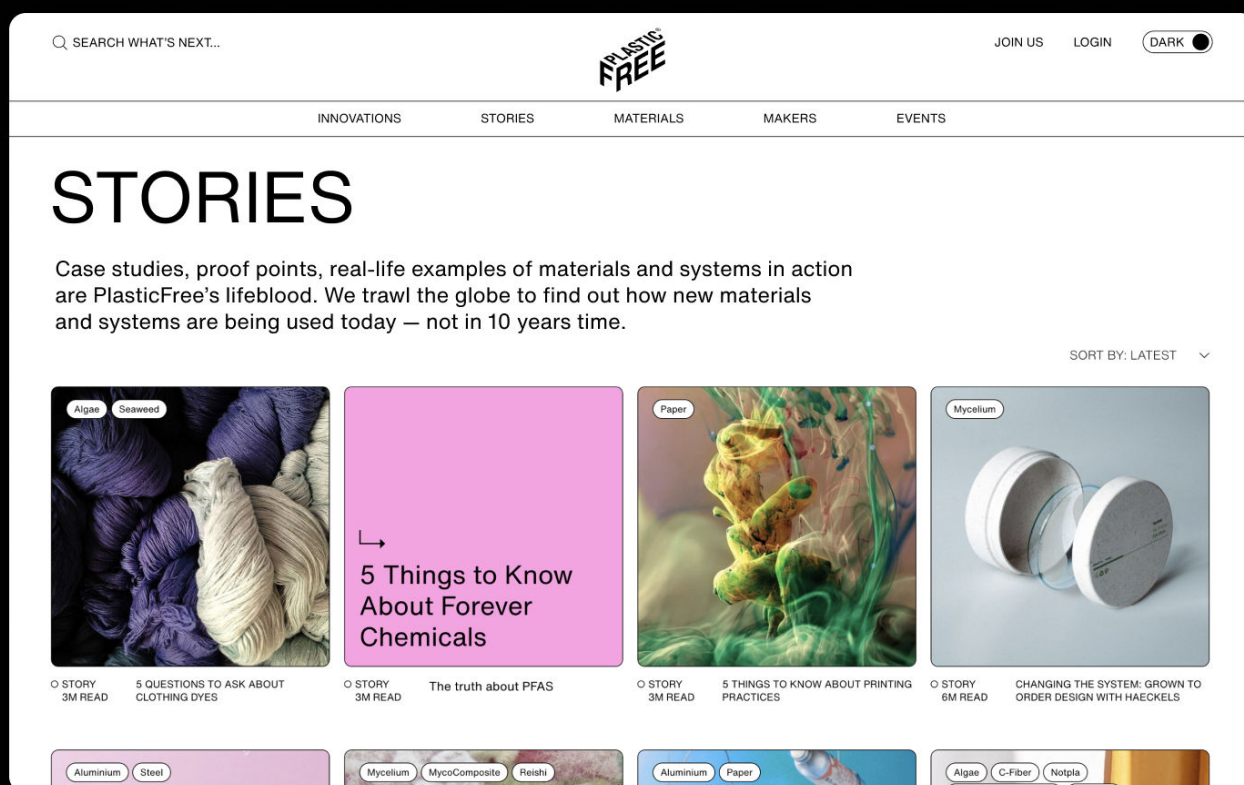 SEARCH WHAT'S NEXT...
PLASTIC
FREE
JOIN US
LOGIN
DARK
INNOVATIONS
STORIES
MATERIALS
MAKERS
EVENTS
STORIES
Case studies, proof points, real-life examples of materials and systems in action
are PlasticFree's lifeblood. We trawl the globe to find out how new materials
and systems are being used today — not in 10 years time.
SORT BY: LATEST
Algae
Seaweed
5 Things to Know
About Forever
Chemicals
Paper
Mycelium
STORY
3M READ
5 QUESTIONS TO ASK ABOUT
CLOTHING DYES
STORY
3M READ
The truth about PFAS
STORY
3M READ
5 THINGS TO KNOW ABOUT PRINTING
PRACTICES
STORY
6M READ
CHANGING THE SYSTEM: GROWN TO
ORDER DESIGN WITH HAECKELS
Aluminium
Steel
Mycelium
MycoComposite
Reishi
Aluminium
Paper
Algae
C-Fiber
Notpla